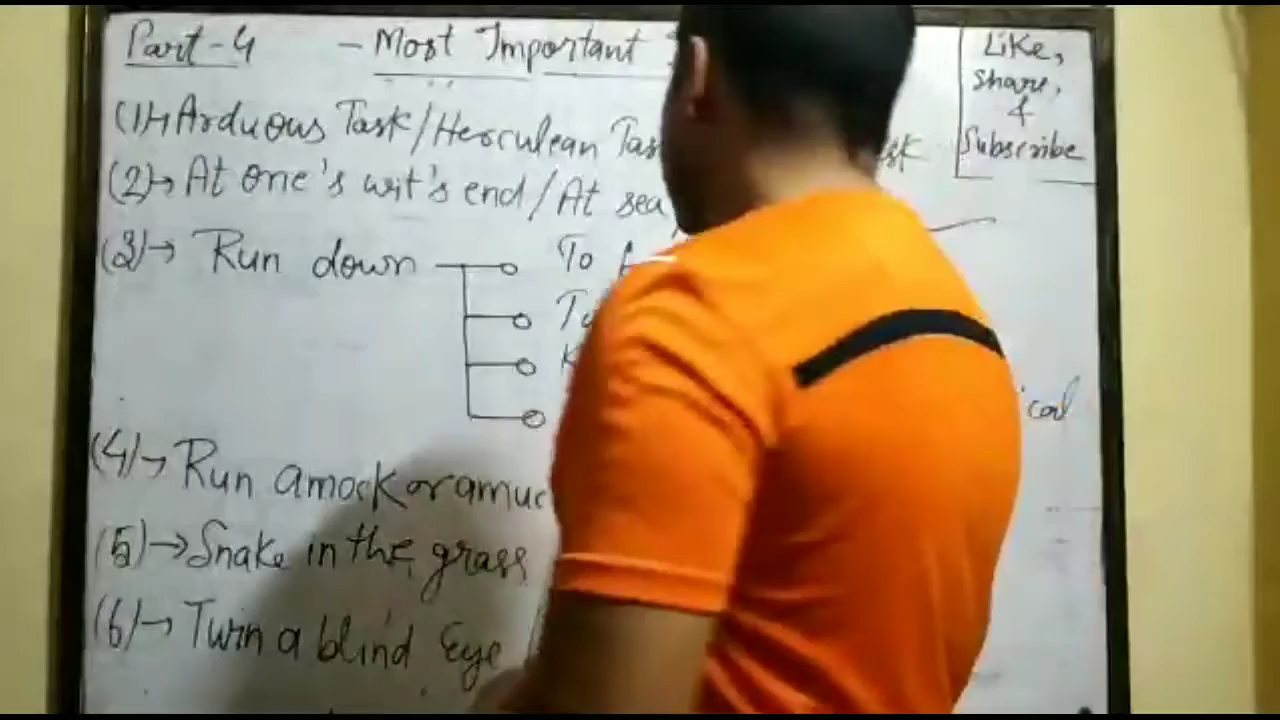 Part-4 - Most Important
Like,
Share,
&
Subscribe
(1)→ Arduous Task/Herculean Task
(2)→ At one's wit's end/At sea
(3)→ Run down
To
(4)→ Run amock or amuc
(5)→ Snake in the grass
(6)→ Turn a blind Eye